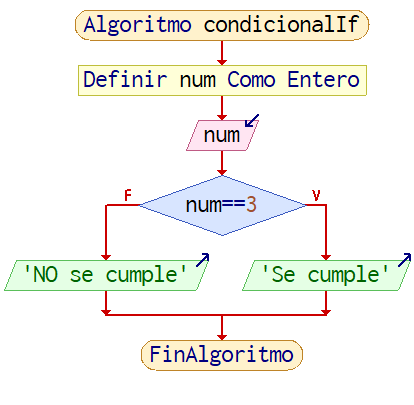 Algoritmo condicionalIf
Definir num Como Entero
num
F
V
num==3
'NO se cumple'
'Se cumple'
FinAlgoritmo